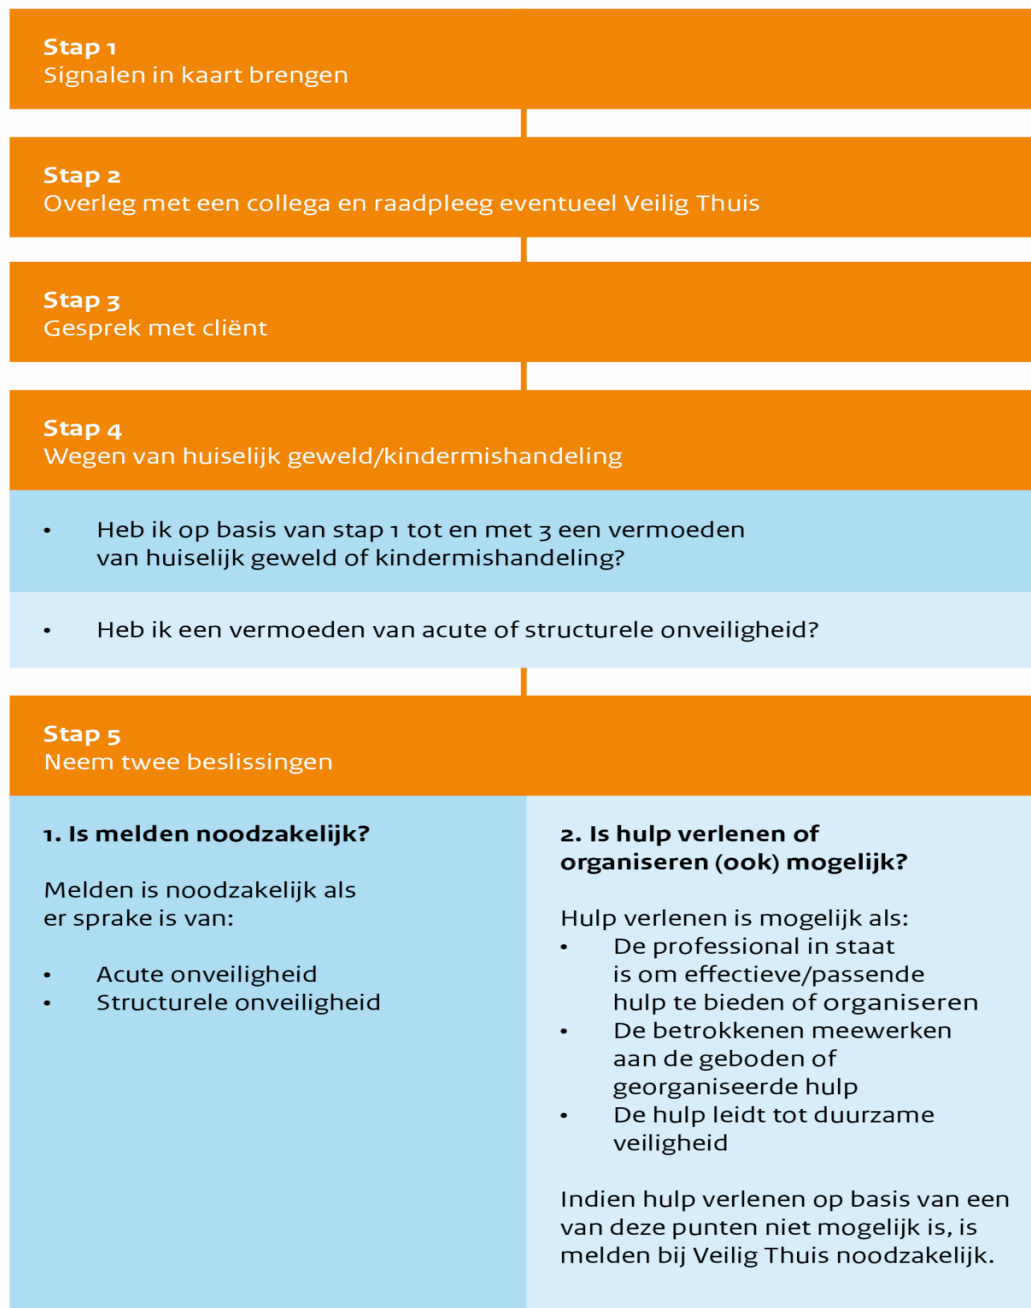 Stap 1
Signalen in kaart brengen
Stap 2
Overleg met een collega en raadpleeg eventueel Veilig Thuis
Stap 3
Gesprek met cliënt
Stap 4
Wegen van huiselijk geweld/kindermishandeling
• Heb ik op basis van stap 1 tot en met 3 een vermoeden
van huiselijk geweld of kindermishandeling?
• Heb ik een vermoeden van acute of structurele onveiligheid?
Stap 5
Neem twee beslissingen
1. Is melden noodzakelijk?
Melden is noodzakelijk als
er sprake is van:
• Acute onveiligheid
• Structurele onveiligheid
2. Is hulp verlenen of
organiseren (ook) mogelijk?
Hulp verlenen is mogelijk als:
• De professional in staat
is om effectieve/passende
hulp te bieden of organiseren
• De betrokkenen meewerken
aan de geboden of
georganiseerde hulp
• De hulp leidt tot duurzame
veiligheid
Indien hulp verlenen op basis van een
van deze punten niet mogelijk is, is
melden bij Veilig Thuis noodzakelijk.